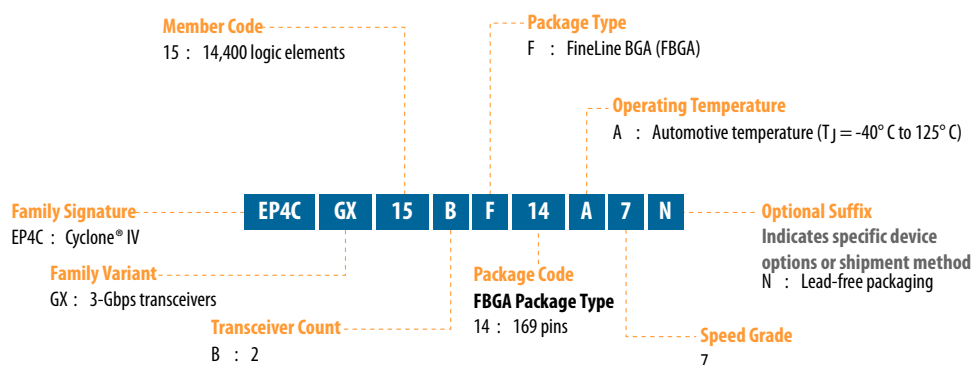 Member Code
15 : 14,400 logic elements
Package Type
F : FineLine BGA (FBGA)
Operating Temperature
A : Automotive temperature (TJ = -40° C to 125° C)
EP4C GX 15 B F 14 A 7 N
Family Signature
EP4C : Cyclone® IV
Optional Suffix
Indicates specific device
options or shipment method
N : Lead-free packaging
Family Variant
GX : 3-Gbps transceivers
Package Code
FBGA Package Type
14 : 169 pins
Transceiver Count
B : 2
Speed Grade
7